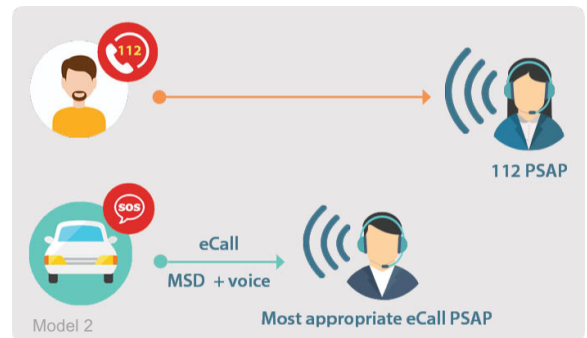 112
112 PSAP
SOS
eCall
MSD + voice
Most appropriate eCall PSAP
Model 2